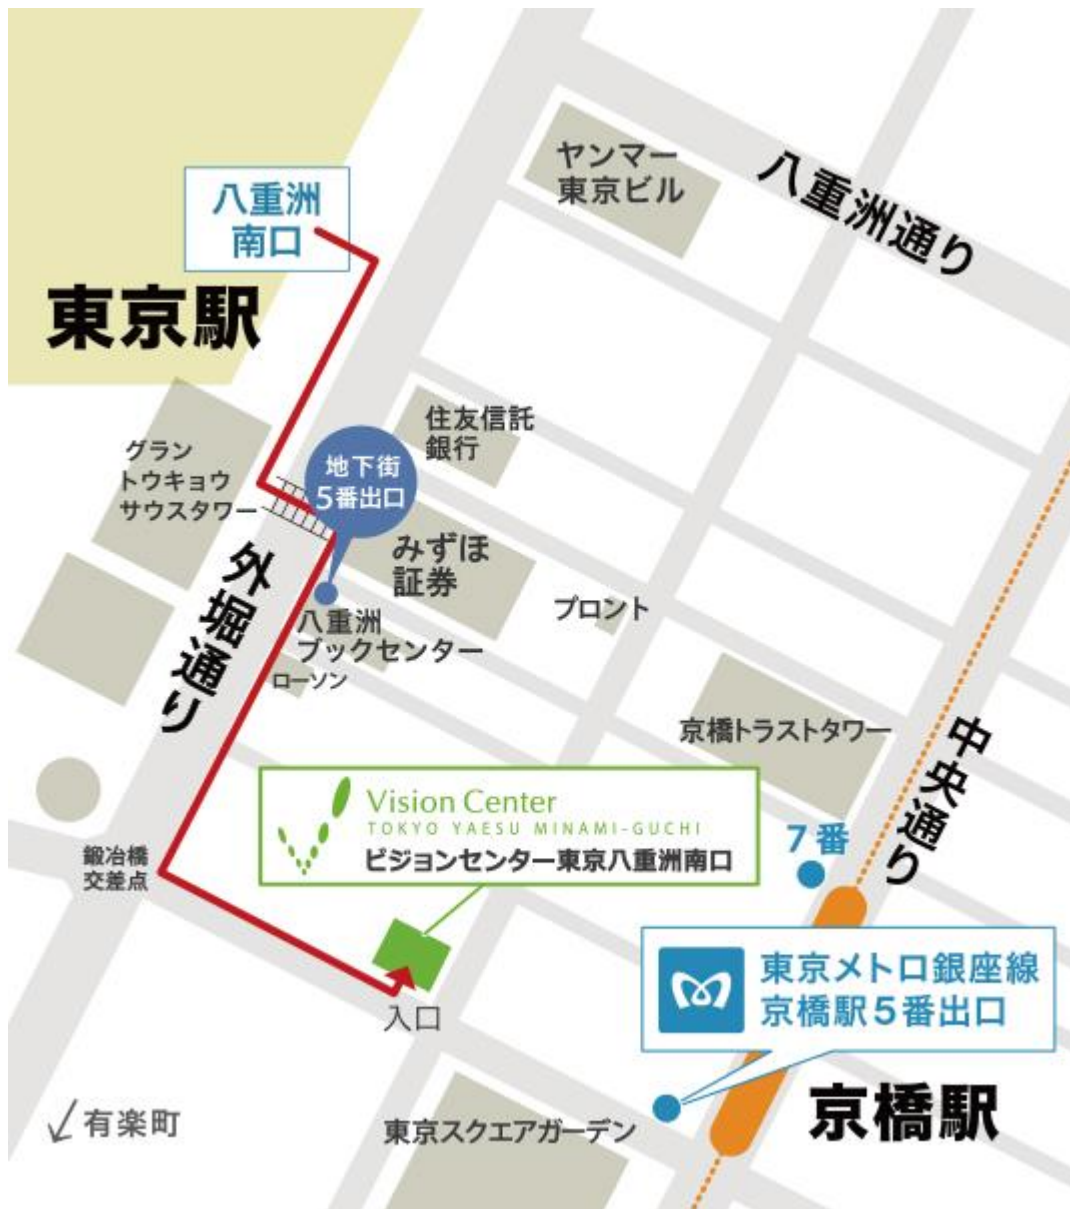 ヤンマー
東京ビル
八重洲通り
八重洲
南口
東京駅
住友信託
銀行
グラン
トウキョウ
サウスタワー
地下街
5番出口
みずほ
証券
外堀通り
八重洲
ブックセンター
ローソン
プロント
京橋トラストタワー
中央通り
Vision Center
TOKYO YAESU MINAMI-GUCHI
ビジョンセンター東京八重洲南口
7番
鍛冶橋
交差点
東京メトロ銀座線
京橋駅5番出口
入口
京橋駅
有楽町
東京スクエアガーデン